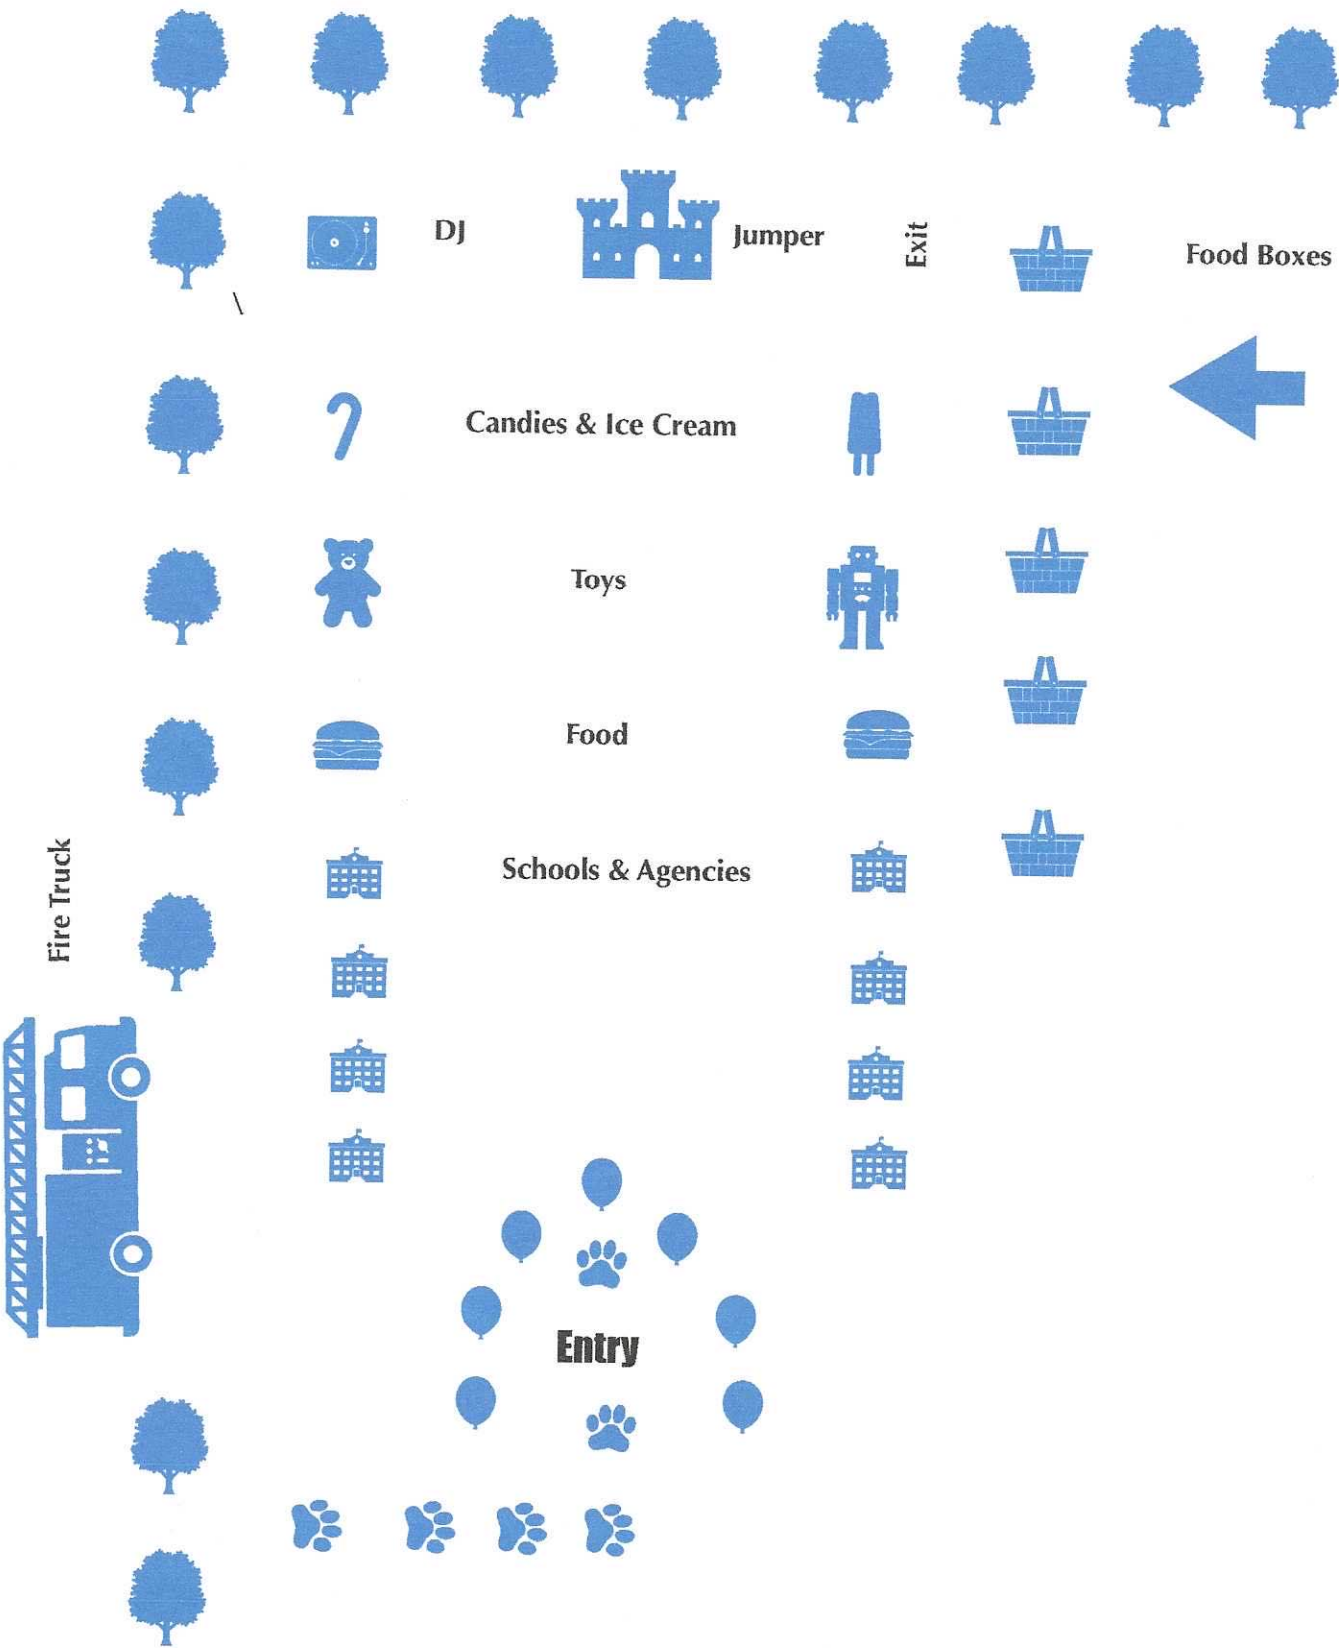 DJ
Jumper
Exit
Food Boxes
\
Candies & Ice Cream
Toys
Food
Schools & Agencies
Fire Truck
Entry